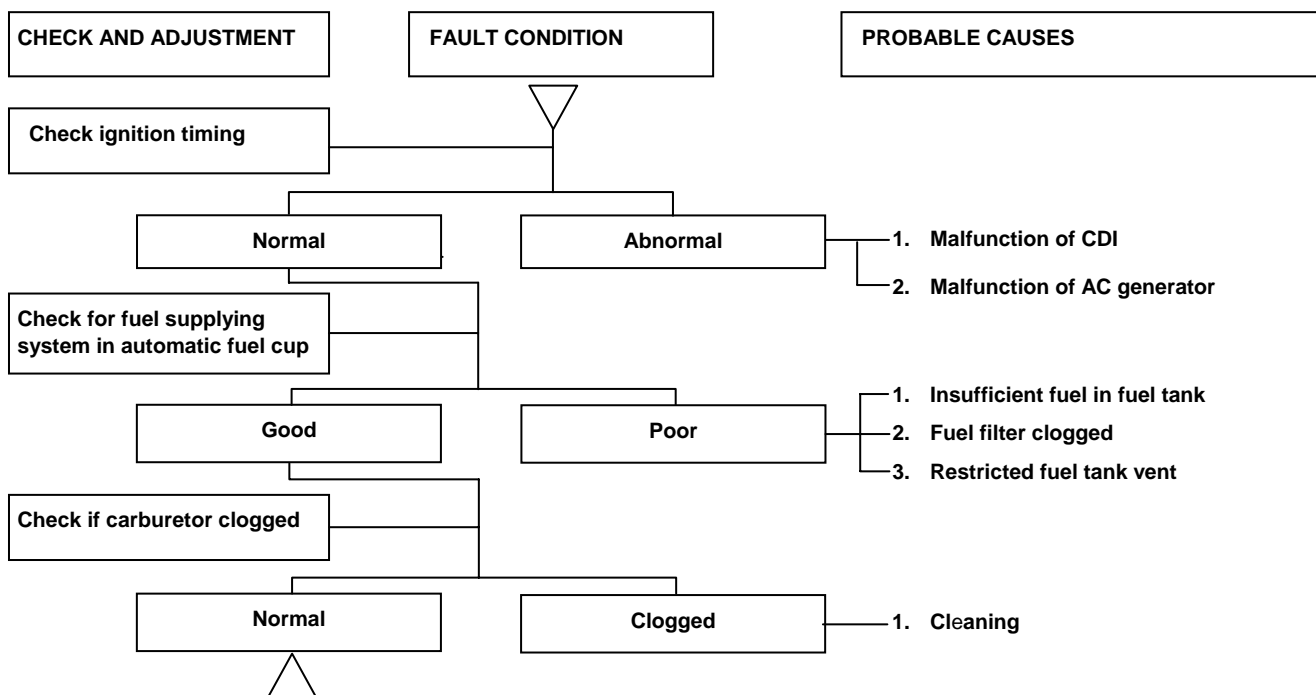 CHECK AND ADJUSTMENT
FAULT CONDITION
PROBABLE CAUSES
Check ignition timing
Normal
Abnormal
1. Malfunction of CDI
2. Malfunction of AC generator
Check for fuel supplying
system in automatic fuel cup
Good
Poor
1. Insufficient fuel in fuel tank
2. Fuel filter clogged
3. Restricted fuel tank vent
Check if carburetor clogged
Normal
Clogged
1. Cleaning